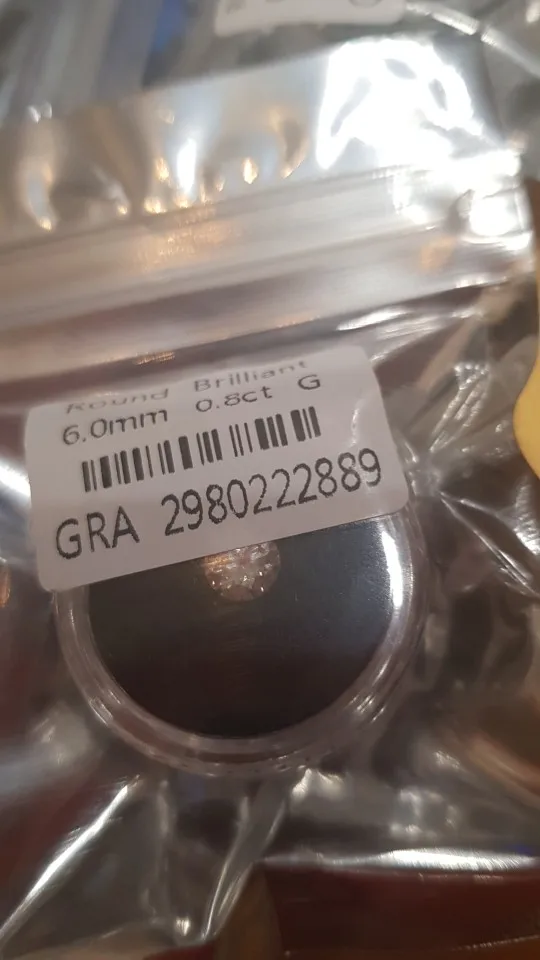 Round Brilliant
6.0mm 0.8ct G
GRA 2980222889